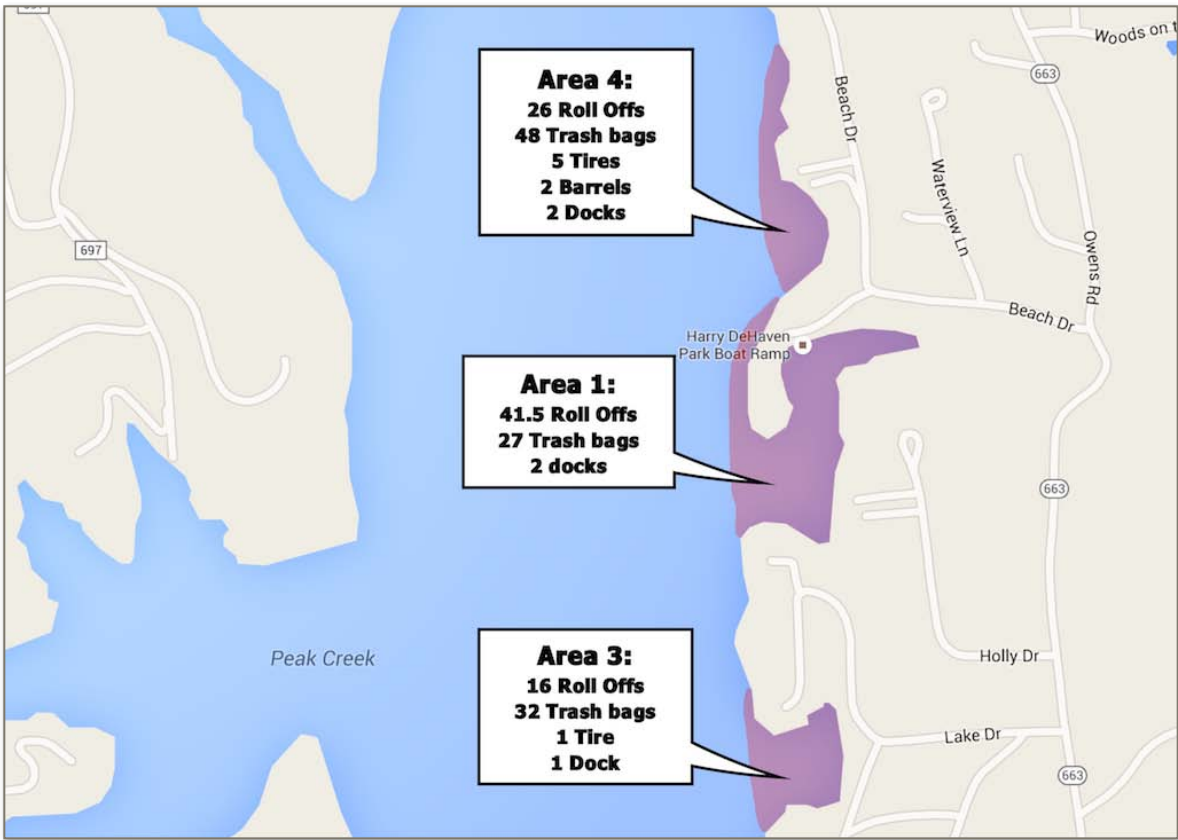 697
Woods on t
663
Beach Dr
Area 4:
26 Roll Offs
48 Trash bags
5 Tires
2 Barrels
2 Docks
Waterview Ln
Owens Rd
697
Beach Dr
Harry DeHaven
Park Boat Ramp
Area 1:
41.5 Roll Offs
27 Trash bags
2 docks
663
Peak Creek
Holly Dr
Area 3:
16 Roll Offs
32 Trash bags
1 Tire
1 Dock
Lake Dr
663